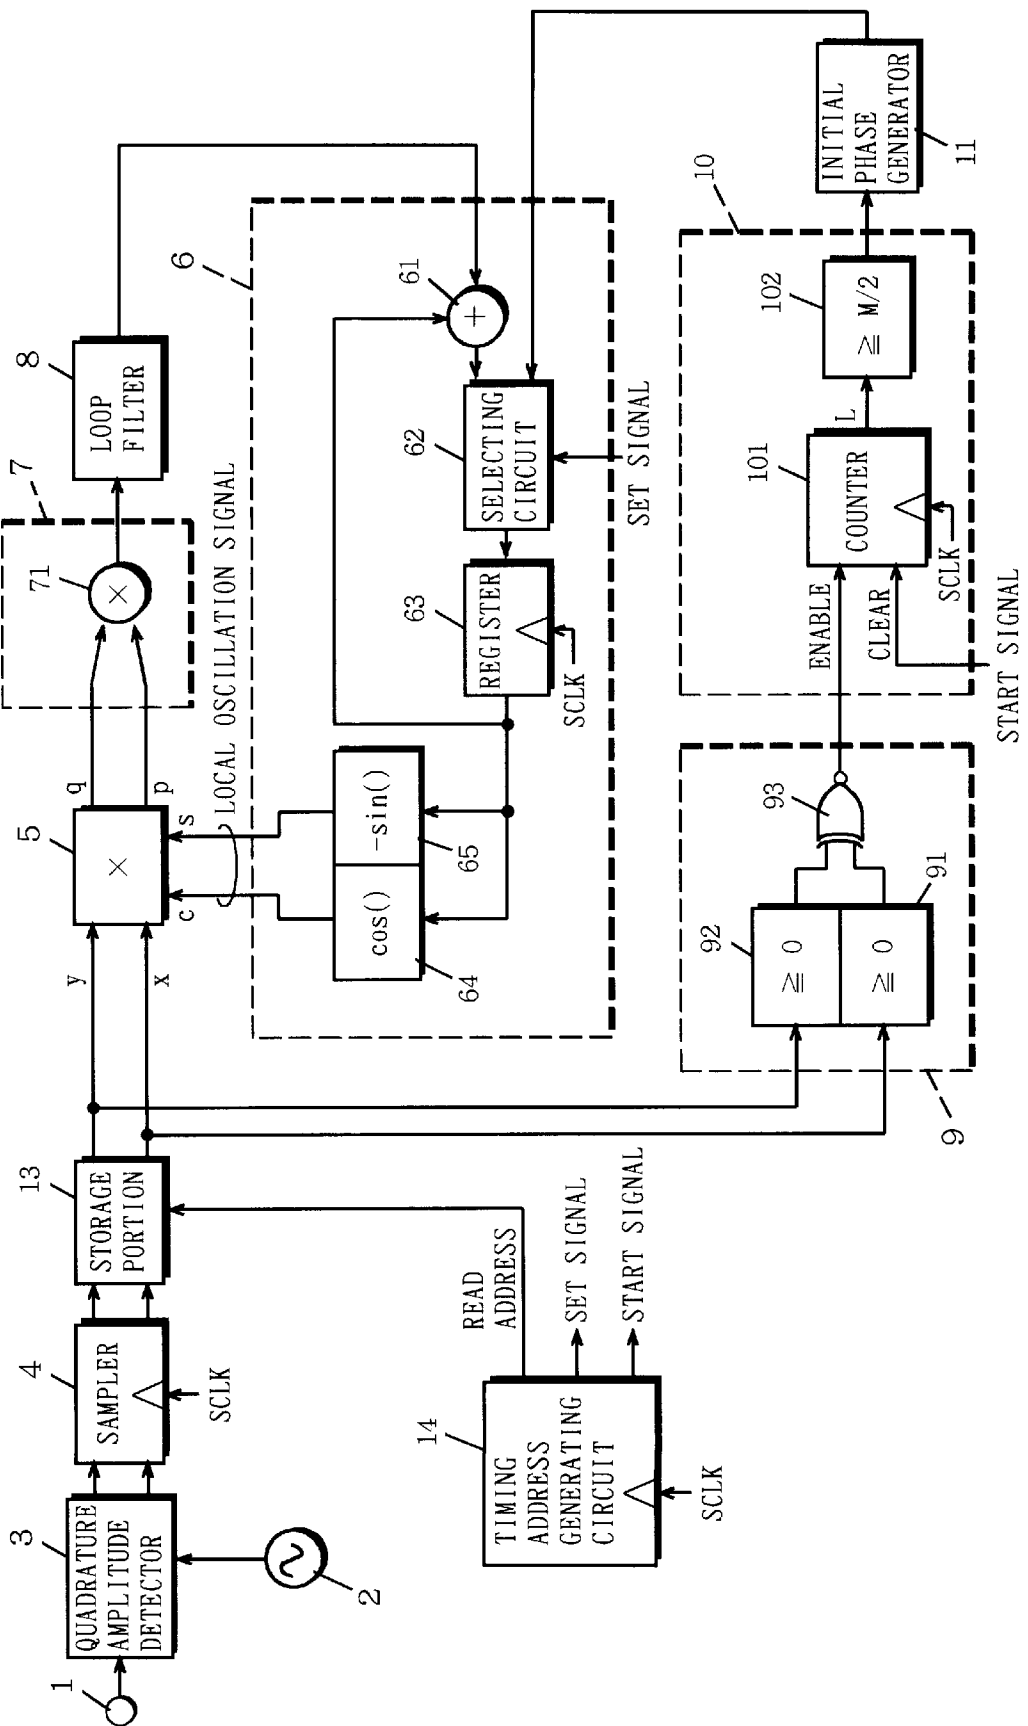 1
QUADRATURE
AMPLITUDE
DETECTOR
3
2
SAMPLER
4
SCLK
STORAGE
PORTION
13
y
x
×
5
c
s
q
p
7
71
×
LOOP
FILTER
8
LOCAL OSCILLATION SIGNAL
6
cos()
-sin()
64
65
REGISTER
63
SCLK
SELECTING
CIRCUIT
62
SET SIGNAL
+
61
TIMING
ADDRESS
GENERATING
CIRCUIT
14
SCLK
READ
ADDRESS
SET SIGNAL
START SIGNAL
9
≧ 0
92
≧ 0
91
93
ENABLE
CLEAR
START SIGNAL
COUNTER
101
SCLK
L
≧ M/2
102
10
INITIAL
PHASE
GENERATOR
11